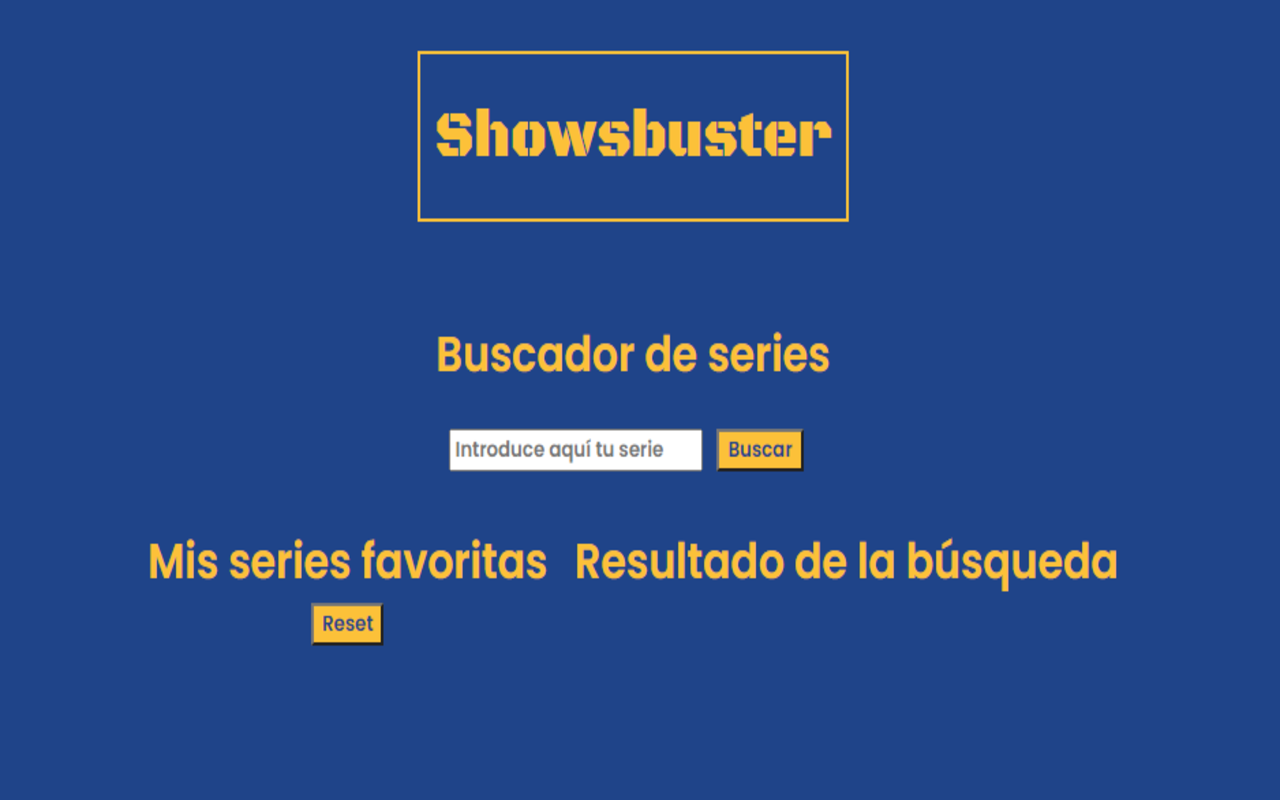 Showsbuster
Buscador de series
Introduce aquí tu serie
Buscar
Mis series favoritas
Resultado de la búsqueda
Reset